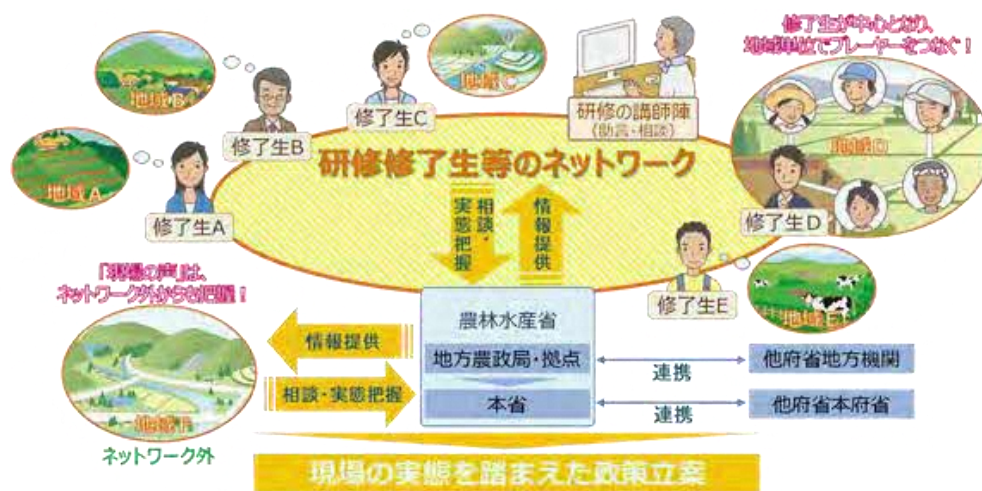 修了生が中心となり、
地域単位でプレーヤーをつなぐ！
地域B
地域C
修了生C
修了生B
研修の講師陣
（助言・相談）
地域D
地域A
修了生A
研修修了生等のネットワーク
修了生D
相談・
実態把握
情報提供
「現場の声」は、
ネットワーク外からも把握！
修了生E
地域E
農林水産省
情報提供
地方農政局・拠点
連携
他府省地方機関
相談・実態把握
本省
連携
他府省本府省
地域F
ネットワーク外
現場の実態を踏まえた政策立案